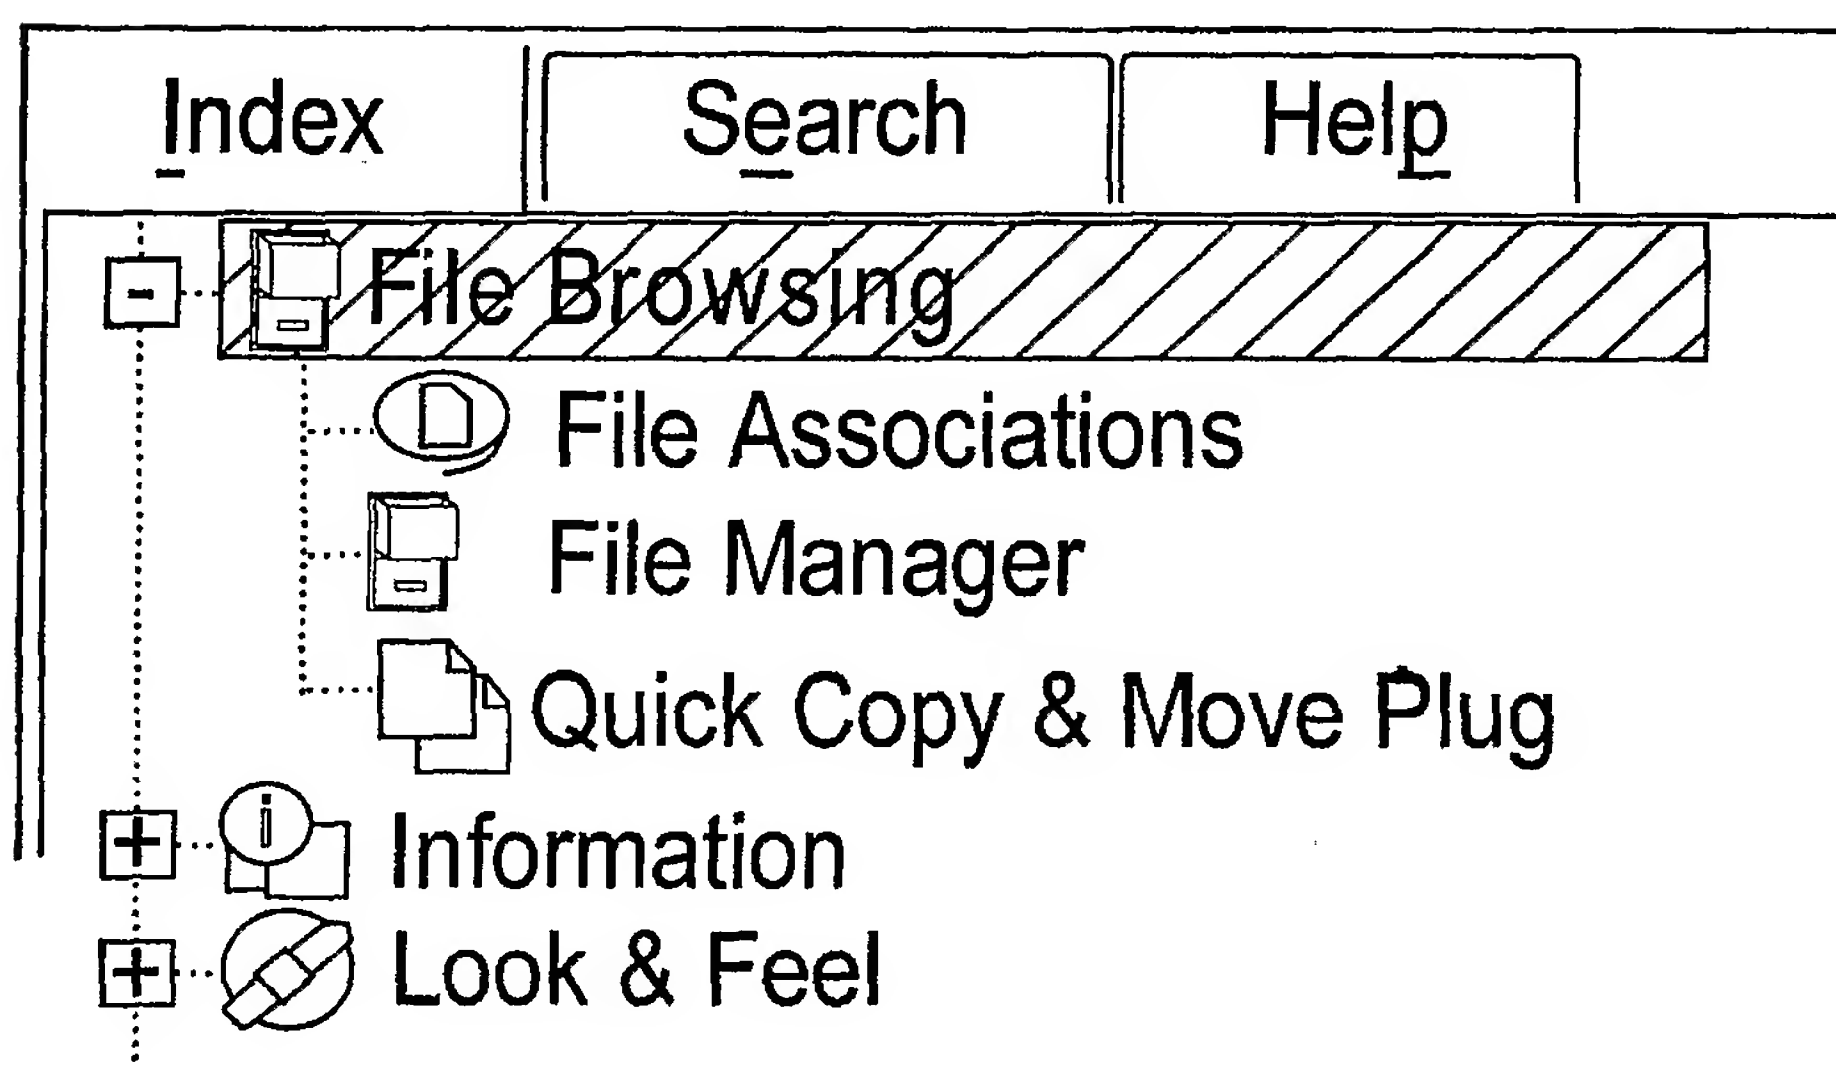 Index Search Help
File Browsing
File Associations
File Manager
Quick Copy & Move Plug
Information
Look & Feel